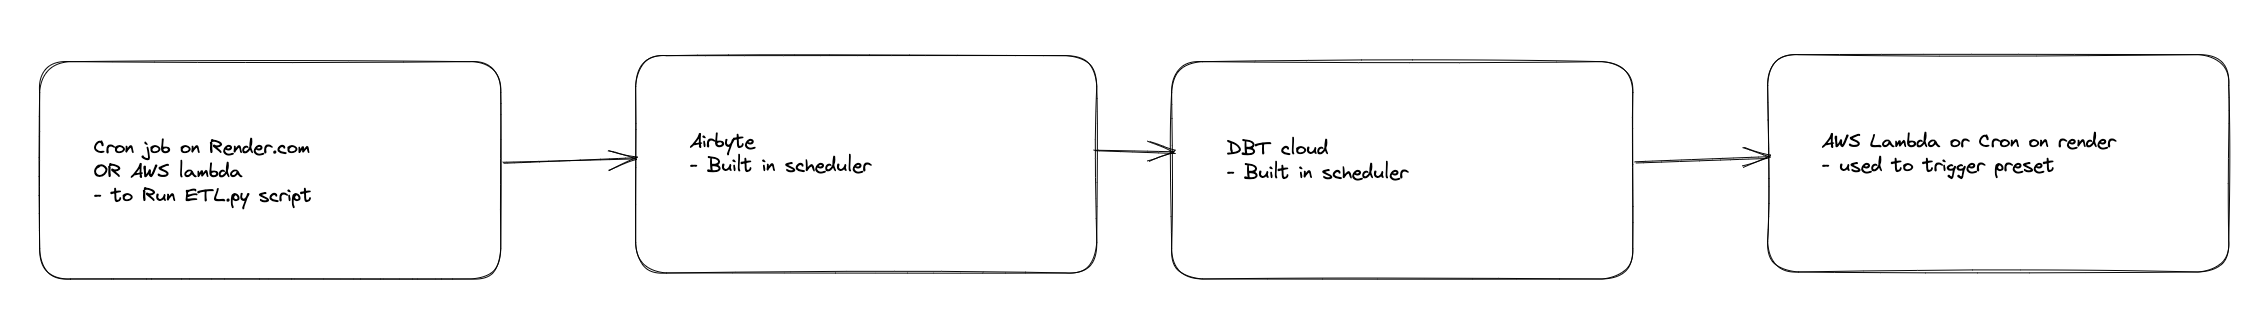 Cron job on Render.com
OR AWS lambda
- to Run ETL.py script
Airbyte
- Built in scheduler
DBT cloud
- Built in scheduler
AWS Lambda or Cron on render
- used to trigger preset